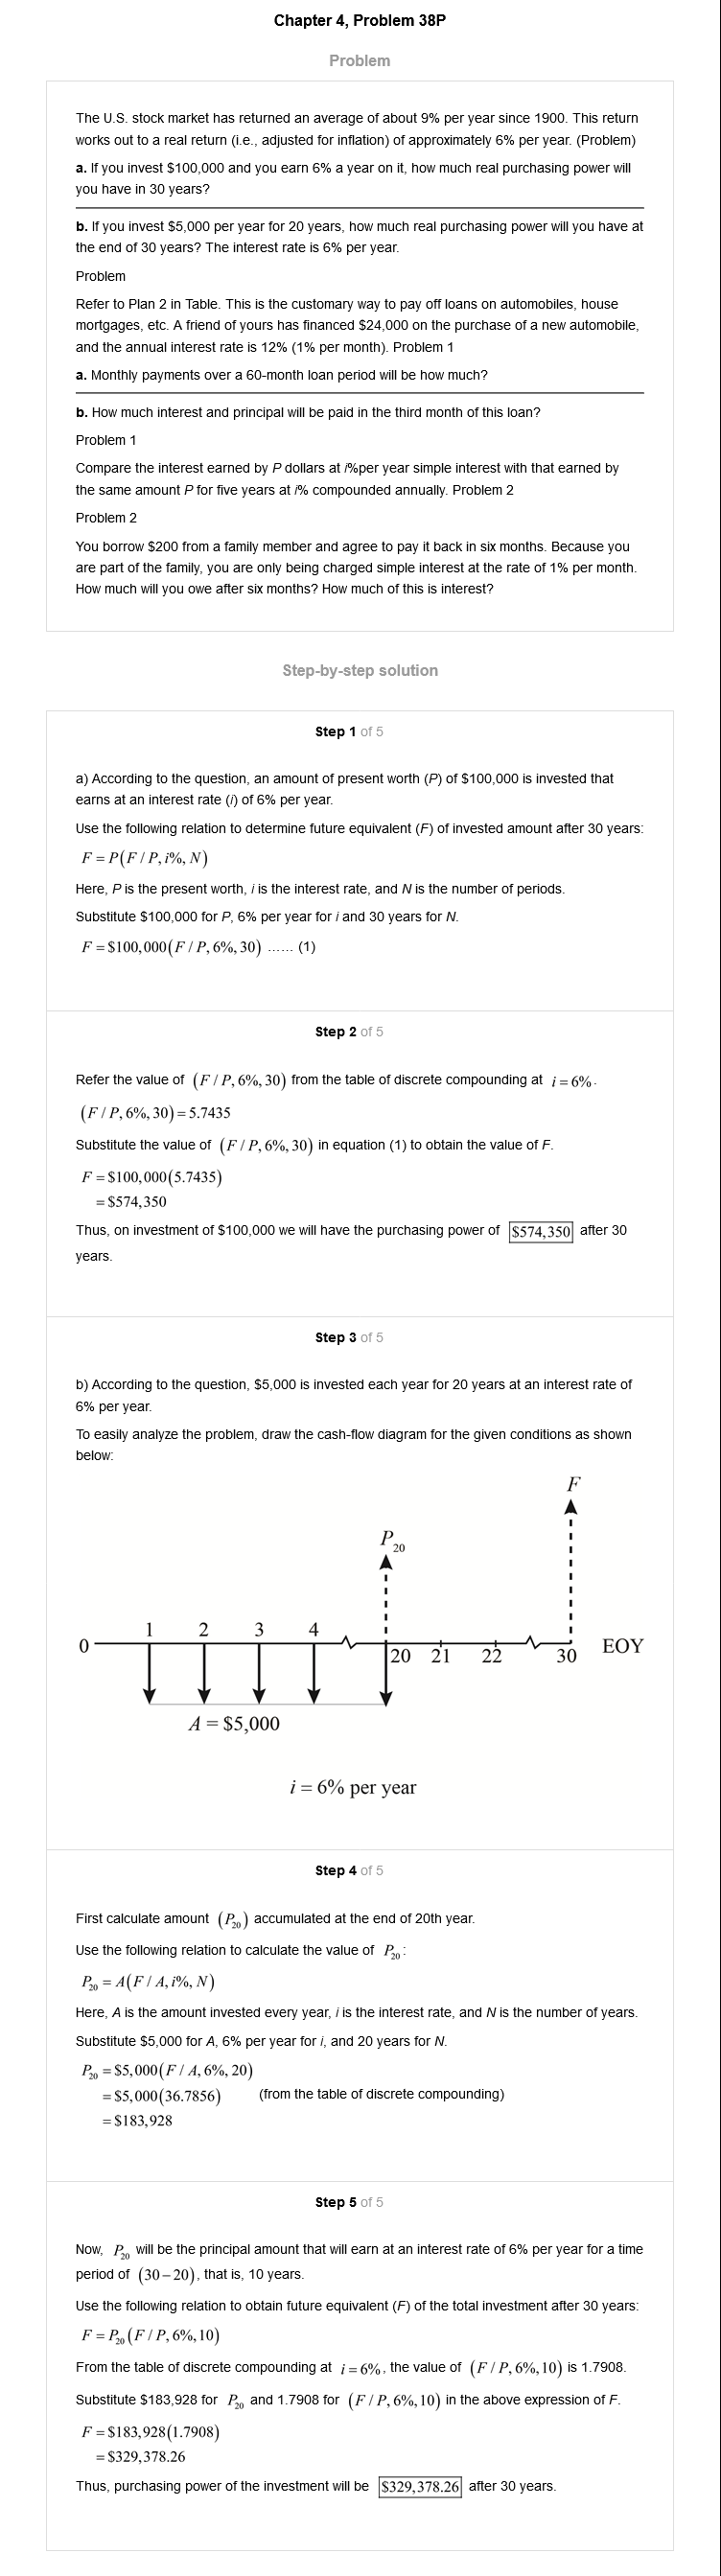 Chapter 4, Problem 38P
Problem
The U.S. stock market has returned an average of about 9% per year since 1900. This return
works out to a real return (i.e., adjusted for inflation) of approximately 6% per year. (Problem)
a. If you invest $100,000 and you earn 6% a year on it, how much real purchasing power will
you have in 30 years?
b. If you invest $5,000 per year for 20 years, how much real purchasing power will you have at
the end of 30 years? The interest rate is 6% per year.
Problem
Refer to Plan 2 in Table. This is the customary way to pay off loans on automobiles, house
mortgages, etc. A friend of yours has financed $24,000 on the purchase of a new automobile,
and the annual interest rate is 12% (1% per month). Problem 1
a. Monthly payments over a 60-month loan period will be how much?
b. How much interest and principal will be paid in the third month of this loan?
Problem 1
Compare the interest earned by P dollars at i%per year simple interest with that earned by
the same amount P for five years at i% compounded annually. Problem 2
Problem 2
You borrow $200 from a family member and agree to pay it back in six months. Because you
are part of the family, you are only being charged simple interest at the rate of 1% per month.
How much will you owe after six months? How much of this is interest?
Step-by-step solution
Step 1 of 5
a) According to the question, an amount of present worth (P) of $100,000 is invested that
earns at an interest rate (i) of 6% per year.
Use the following relation to determine future equivalent (F) of invested amount after 30 years:
F = P(F / P, i%, N)
Here, P is the present worth, i is the interest rate, and N is the number of periods.
Substitute $100,000 for P, 6% per year for i and 30 years for N.
F = $100,000(F / P, 6%, 30) …… (1)
Step 2 of 5
Refer the value of (F / P, 6%, 30) from the table of discrete compounding at i = 6%.
(F / P, 6%, 30) = 5.7435
Substitute the value of (F / P, 6%, 30) in equation (1) to obtain the value of F.
F = $100,000(5.7435)
= $574,350
Thus, on investment of $100,000 we will have the purchasing power of $574,350 after 30
years.
Step 3 of 5
b) According to the question, $5,000 is invested each year for 20 years at an interest rate of
6% per year.
To easily analyze the problem, draw the cash-flow diagram for the given conditions as shown
below:
F
P20
1 2 3 4
0 20 21 22 30 EOY
A = $5,000
i = 6% per year
Step 4 of 5
First calculate amount (P20) accumulated at the end of 20th year.
Use the following relation to calculate the value of P20:
P20 = A(F / A, i%, N)
Here, A is the amount invested every year, i is the interest rate, and N is the number of years.
Substitute $5,000 for A, 6% per year for i, and 20 years for N.
P20 = $5,000(F / A, 6%, 20)
= $5,000(36.7856) (from the table of discrete compounding)
= $183,928
Step 5 of 5
Now, P20 will be the principal amount that will earn at an interest rate of 6% per year for a time
period of (30 – 20), that is, 10 years.
Use the following relation to obtain future equivalent (F) of the total investment after 30 years:
F = P20(F / P, 6%, 10)
From the table of discrete compounding at i = 6%, the value of (F / P, 6%, 10) is 1.7908.
Substitute $183,928 for P20 and 1.7908 for (F / P, 6%, 10) in the above expression of F.
F = $183,928(1.7908)
= $329,378.26
Thus, purchasing power of the investment will be $329,378.26 after 30 years.